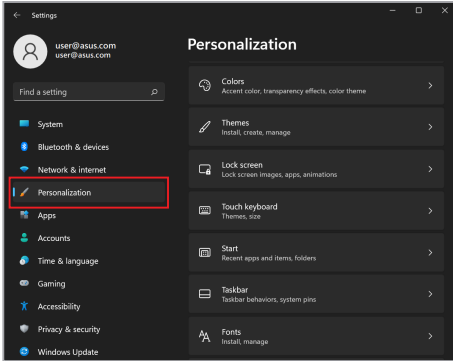 Settings
user@asus.com
user@asus.com
Find a setting
System
Bluetooth & devices
Network & internet
Personalization
Apps
Accounts
Time & language
Gaming
Accessibility
Privacy & security
Windows Update
Personalization
Colors
Accent color, transparency effects, color theme
Themes
Install, create, manage
Lock screen
Lock screen images, apps, animations
Touch keyboard
Themes, size
Start
Recent apps and items, folders
Taskbar
Taskbar behaviors, system pins
Fonts
Install, manage